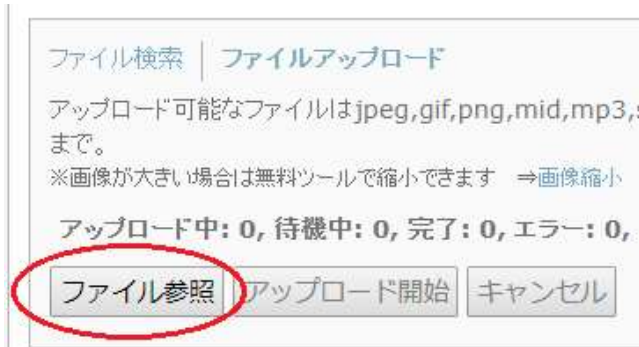 ファイル検索 | ファイルアップロード
アップロード可能なファイルはjpeg,gif,png,mid,mp3,
まで。
※画像が大きい場合は無料ツールで縮小できます ⇒画像縮小
アップロード中: 0, 待機中: 0, 完了: 0, エラー: 0,
ファイル参照 アップロード開始 キャンセル